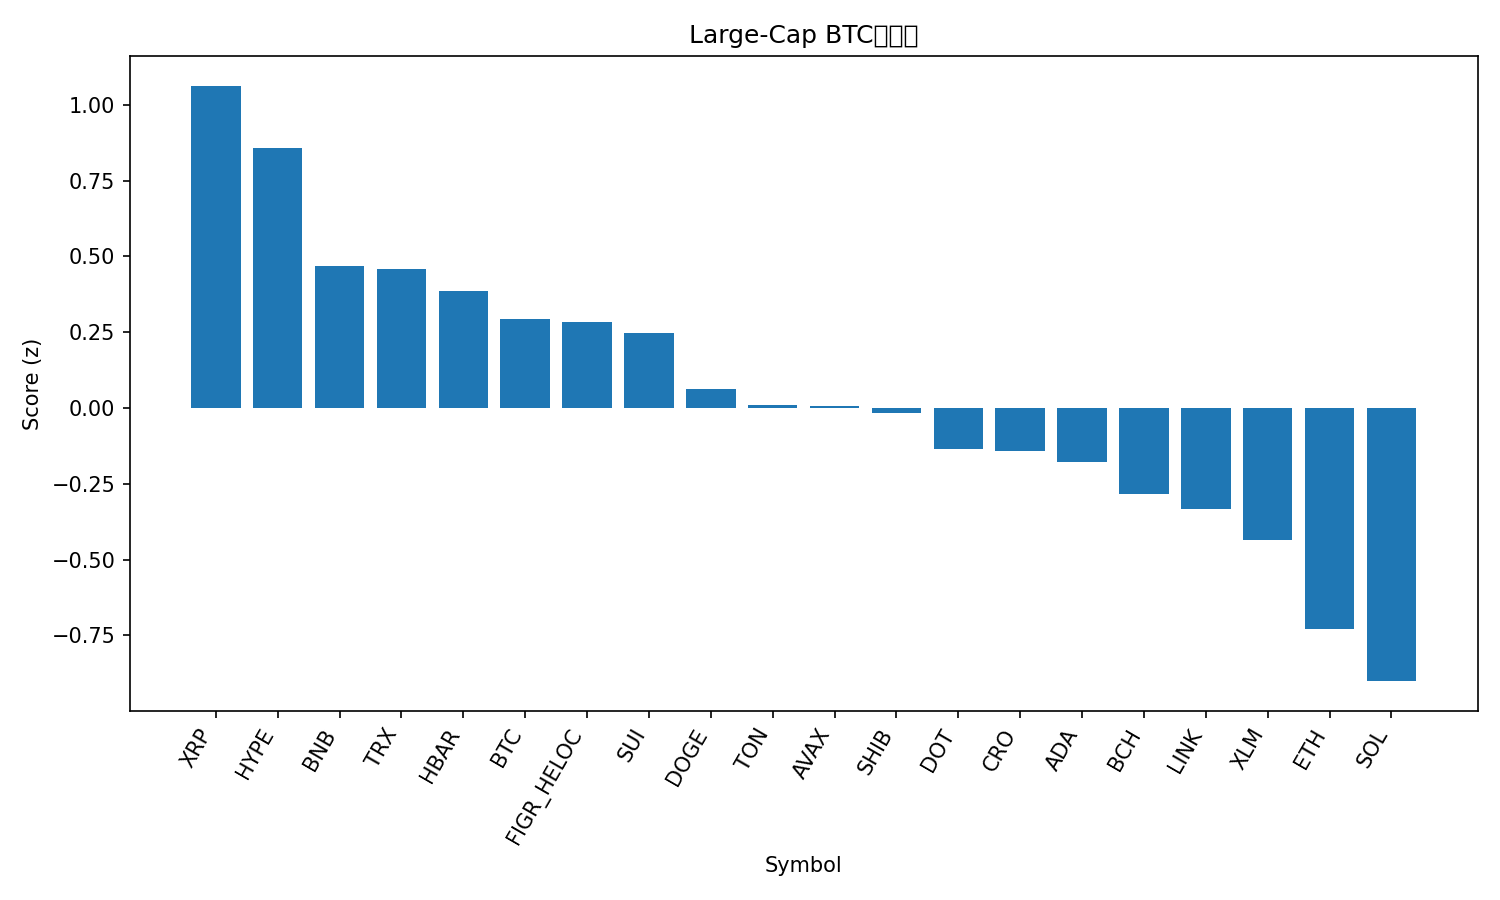 Large-Cap BTC
1.00
0.75
0.50
0.25
0.00
−0.25
−0.50
−0.75
Score (z)
XRP
HYPE
BNB
TRX
HBAR
BTC
FIGR_HELOC
SUI
DOGE
TON
AVAX
SHIB
DOT
CRO
ADA
BCH
LINK
XLM
ETH
SOL
Symbol